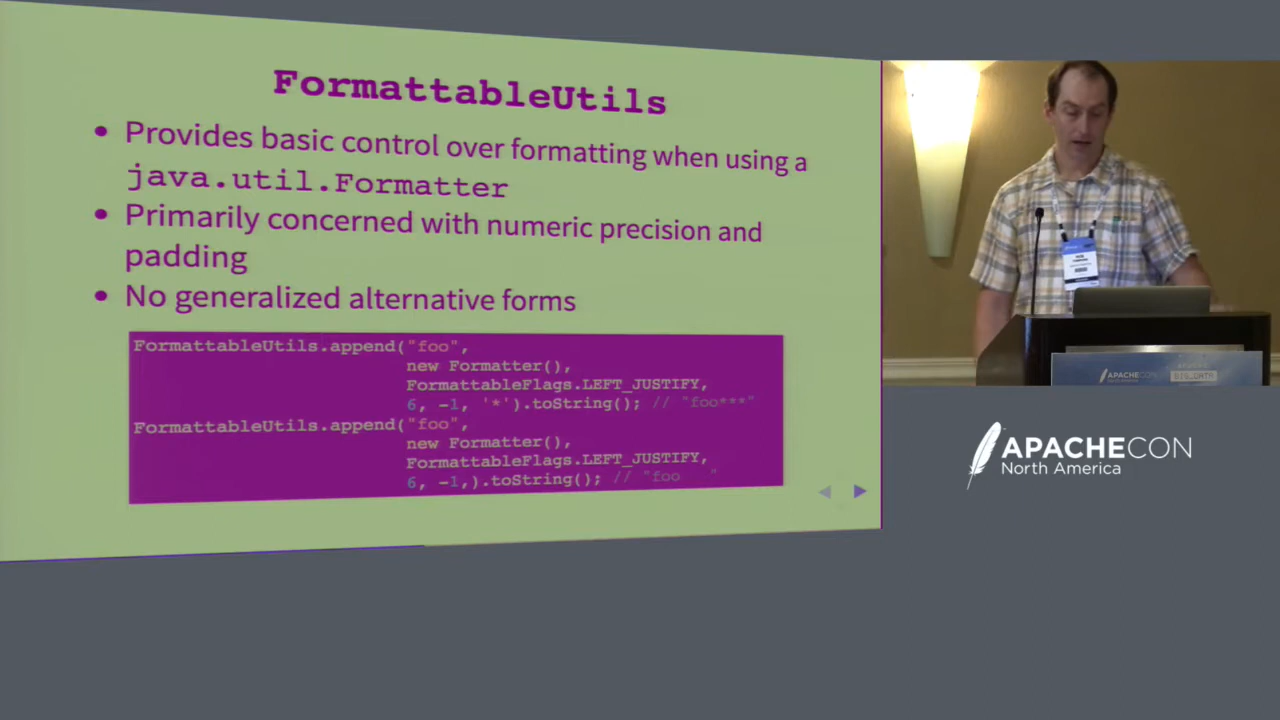 FormattableUtils
• Provides basic control over formatting when using a
java.util.Formatter
• Primarily concerned with numeric precision and
padding
• No generalized alternative forms
FormattableUtils.append("foo",
new Formatter(),
FormattableFlags.LEFT_JUSTIFY,
6, -1, '*').toString(); // "foo***"
FormattableUtils.append("foo",
new Formatter(),
FormattableFlags.LEFT_JUSTIFY,
6, -1,).toString(); // "foo   "
APACHECON
BIG_DATA
APACHECON
North America